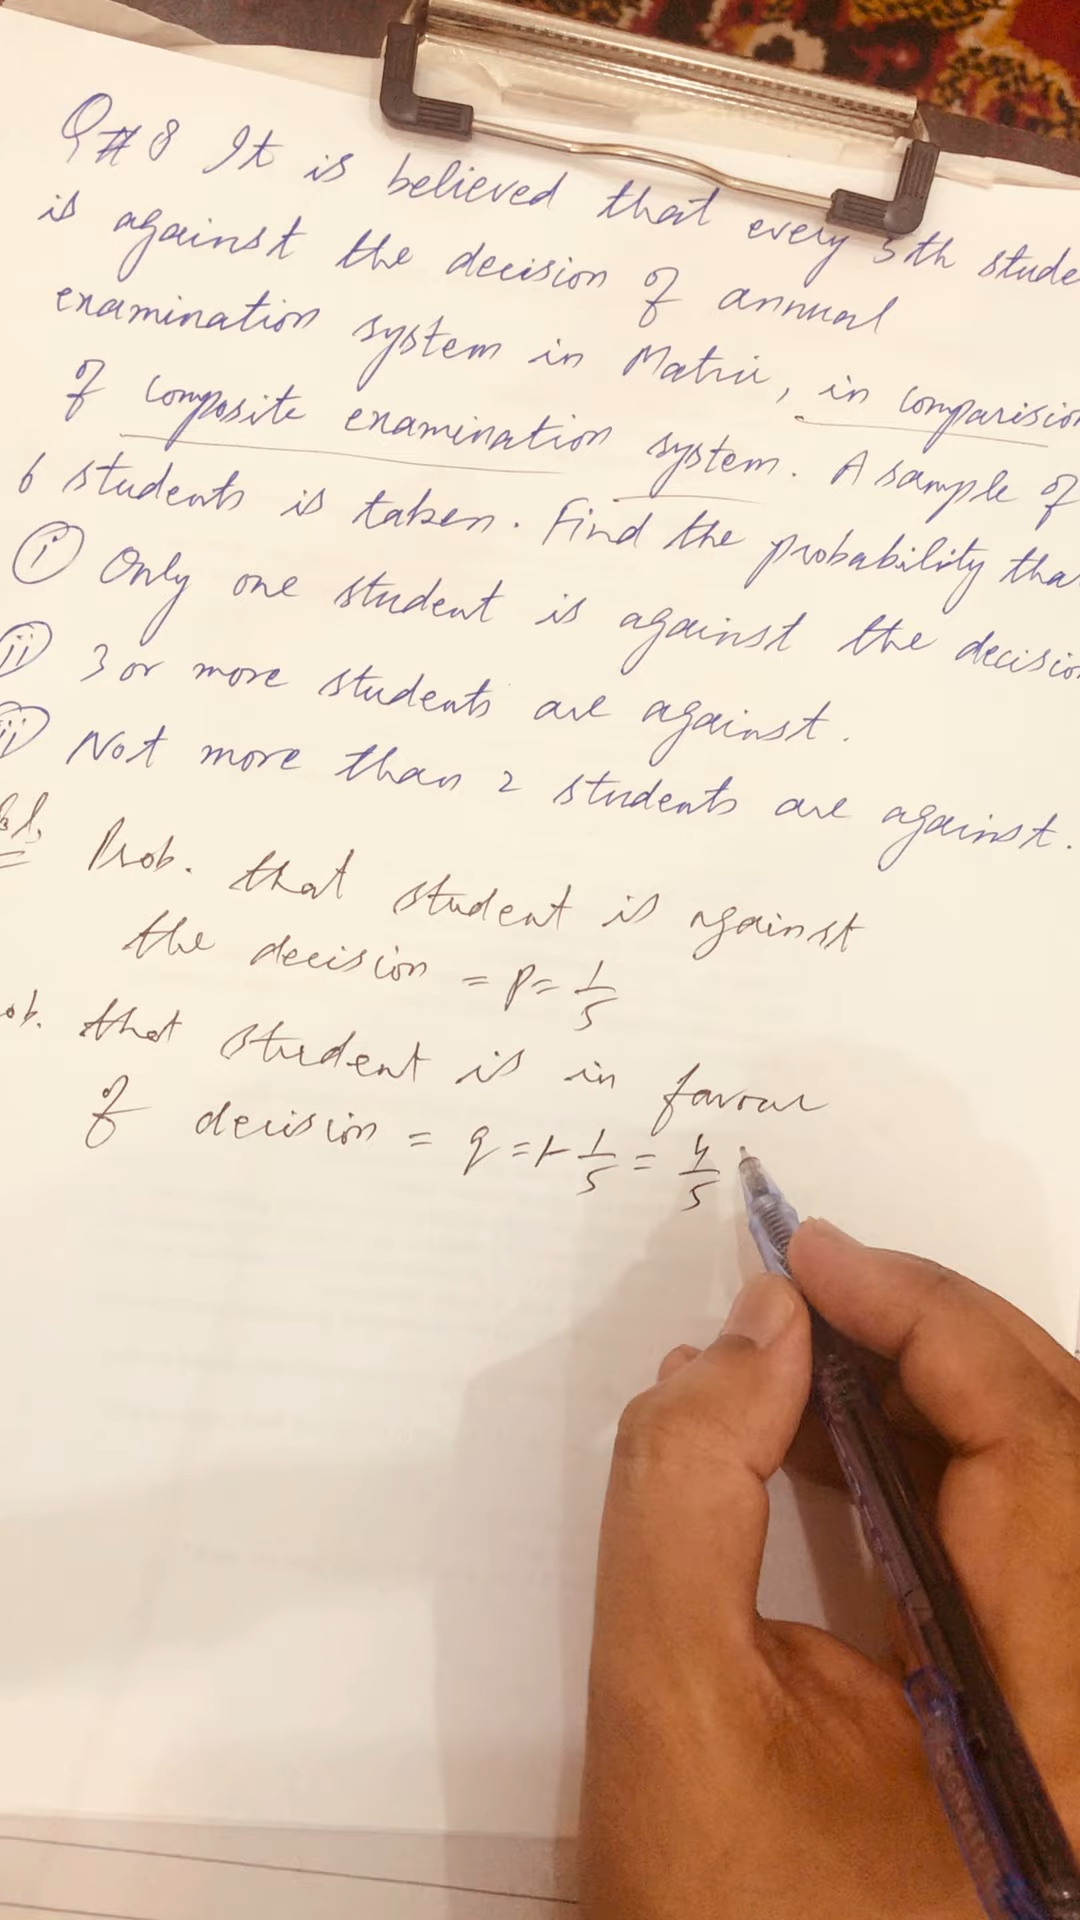 Q#8 It is believed that every 5th stude
is against the decision of annual
examination system in Matric, in comparision
of composite examination system. A sample of
6 students is taken. Find the probability tha
i Only one student is against the decisio
ii 3 or more students are against.
iii Not more than 2 students are against.
Sol, Prob. that student is against
the decision = p = 1/5
ob. that student is in favour
of decision = q = 1 - 1/5 = 4/5